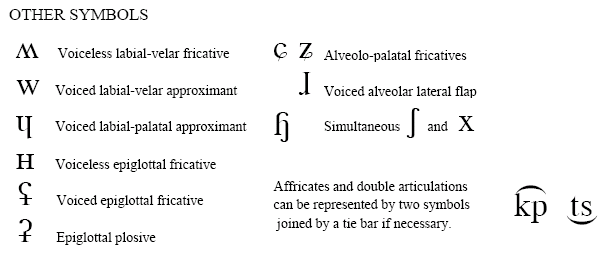 OTHER SYMBOLS
ʍ Voiceless labial-velar fricative
w Voiced labial-velar approximant
ɥ Voiced labial-palatal approximant
ʜ Voiceless epiglottal fricative
ʢ Voiced epiglottal fricative
ʡ Epiglottal plosive
ɕ ʑ Alveolo-palatal fricatives
ɺ Voiced alveolar lateral flap
ɧ Simultaneous ʃ and x
Affricates and double articulations
can be represented by two symbols
joined by a tie bar if necessary.
k͡p t͜s